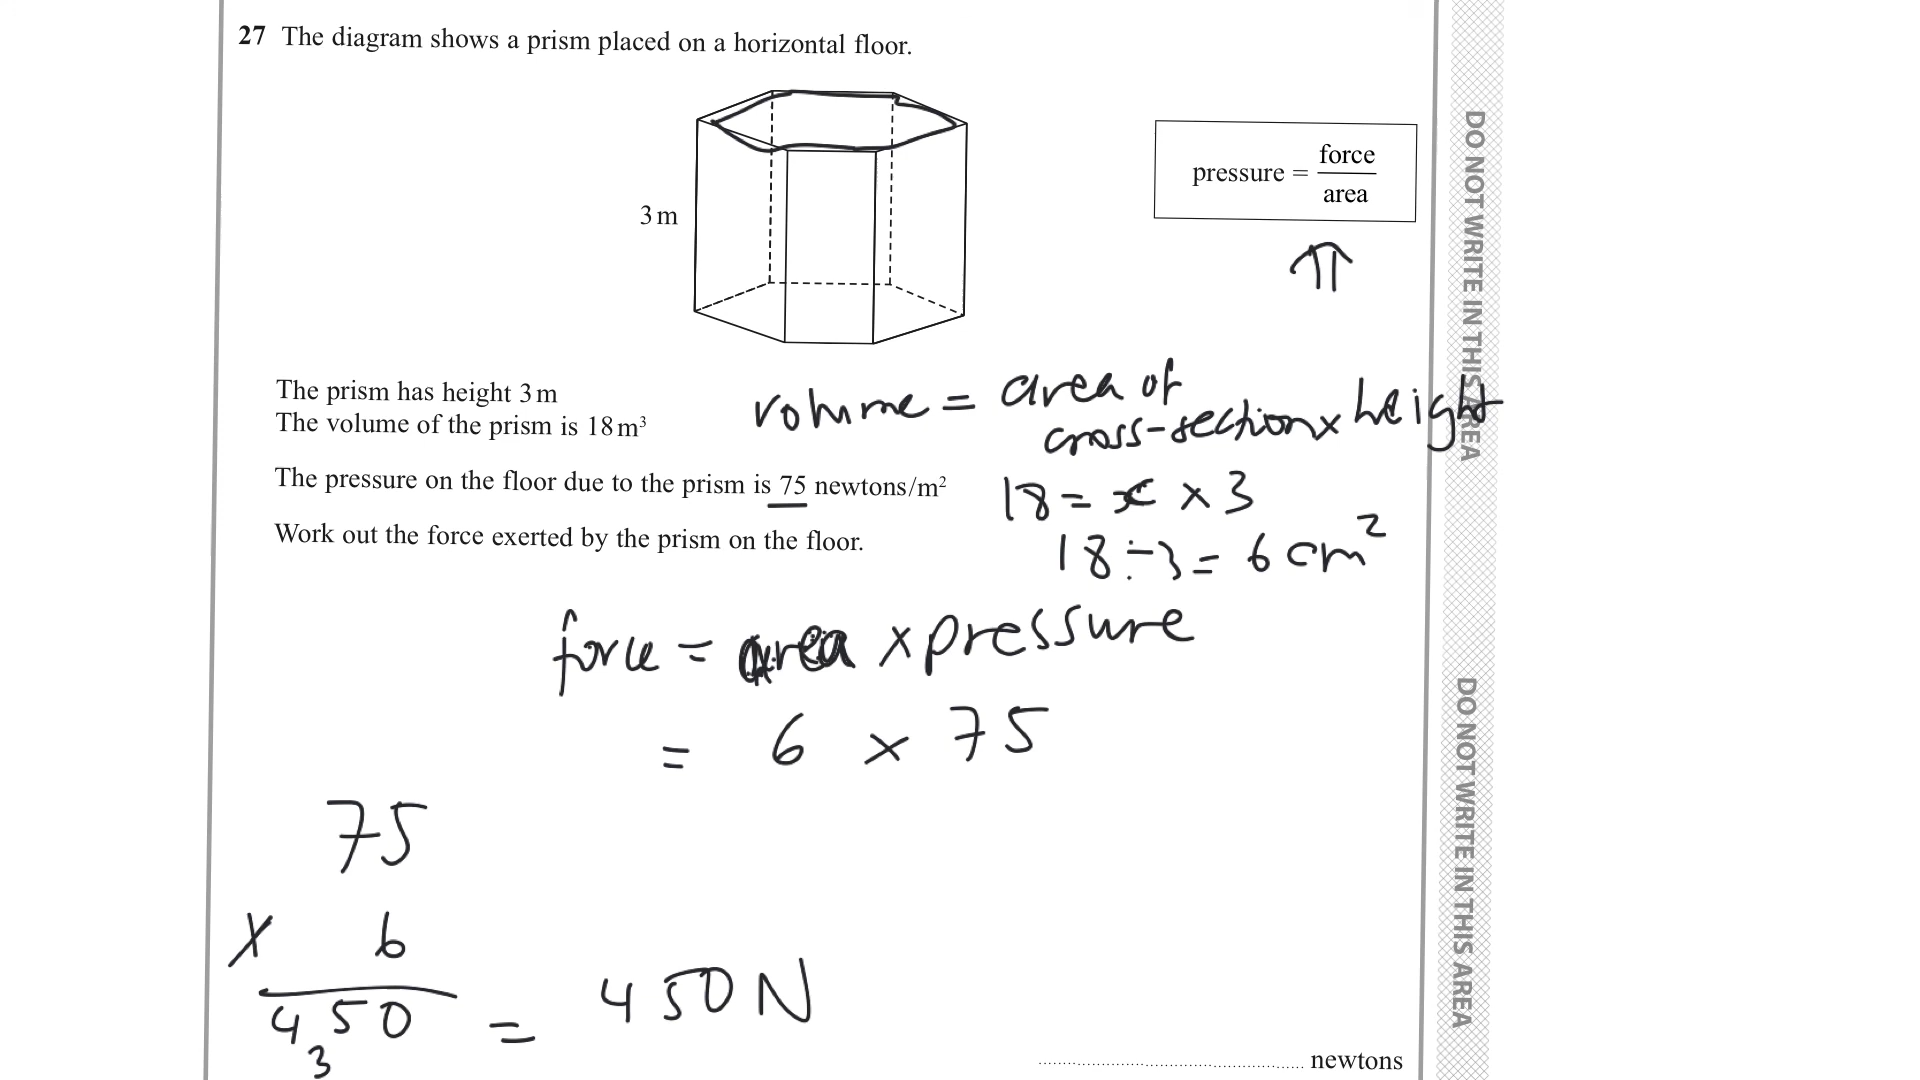 27 The diagram shows a prism placed on a horizontal floor.
3 m
pressure = force
area
The prism has height 3 m
The volume of the prism is 18 m³
The pressure on the floor due to the prism is 75 newtons/m²
Work out the force exerted by the prism on the floor.
volume = area of
cross-section x height
18 = x × 3
18 ÷ 3 = 6 cm²
force = area x pressure
= 6 x 75
75
x 6
450
3
= 450 N
newtons
DO NOT WRITE IN THIS AREA
DO NOT WRITE IN THIS AREA